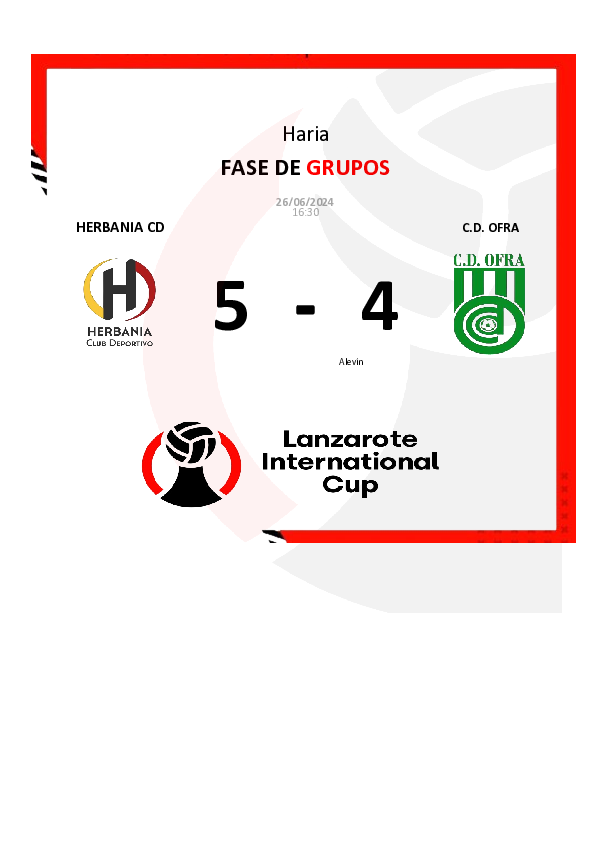 Haria
FASE DE GRUPOS
26/06/2024
16:30
HERBANIA CD
C.D. OFRA
C.D. OFRA
H
HERBANIA
CLUB DEPORTIVO
5 - 4
Alevin
Lanzarote
International
Cup